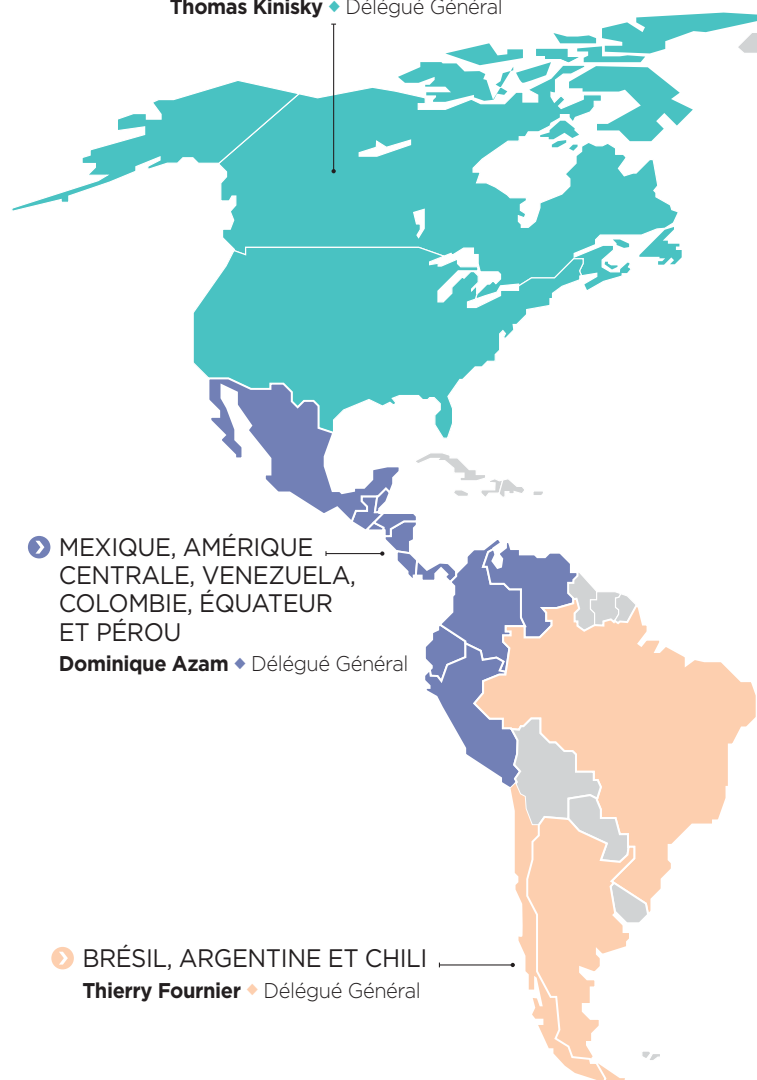 Thomas Kinisky ◆ Délégué Général
MEXIQUE, AMÉRIQUE
CENTRALE, VENEZUELA,
COLOMBIE, ÉQUATEUR
ET PÉROU
Dominique Azam ◆ Délégué Général
BRÉSIL, ARGENTINE ET CHILI
Thierry Fournier ◆ Délégué Général